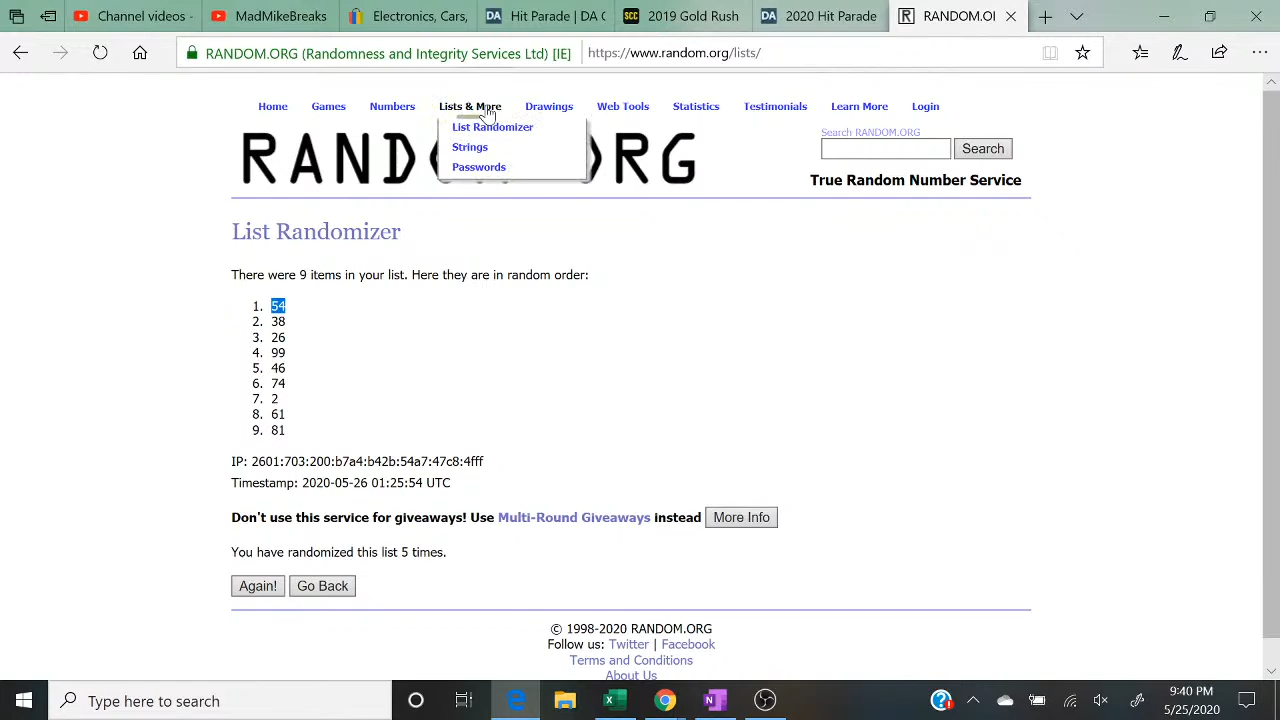 Channel videos
MadMikeBreaks
Electronics, Cars,
DA Hit Parade | DA C
SCC 2019 Gold Rush
DA 2020 Hit Parade
R RANDOM.OI
RANDOM.ORG (Randomness and Integrity Services Ltd) [IE]
https://www.random.org/lists/
Home Games Numbers Lists & More Drawings Web Tools Statistics Testimonials Learn More Login
List Randomizer
Strings
Passwords
RAND RG
Search RANDOM.ORG
Search
True Random Number Service
List Randomizer
There were 9 items in your list. Here they are in random order:
1. 54
2. 38
3. 26
4. 99
5. 46
6. 74
7. 2
8. 61
9. 81
IP: 2601:703:200:b7a4:b42b:54a7:47c8:4fff
Timestamp: 2020-05-26 01:25:54 UTC
Don't use this service for giveaways! Use Multi-Round Giveaways instead More Info
You have randomized this list 5 times.
Again! Go Back
© 1998-2020 RANDOM.ORG
Follow us: Twitter | Facebook
Terms and Conditions
About Us
Type here to search
9:40 PM
5/25/2020